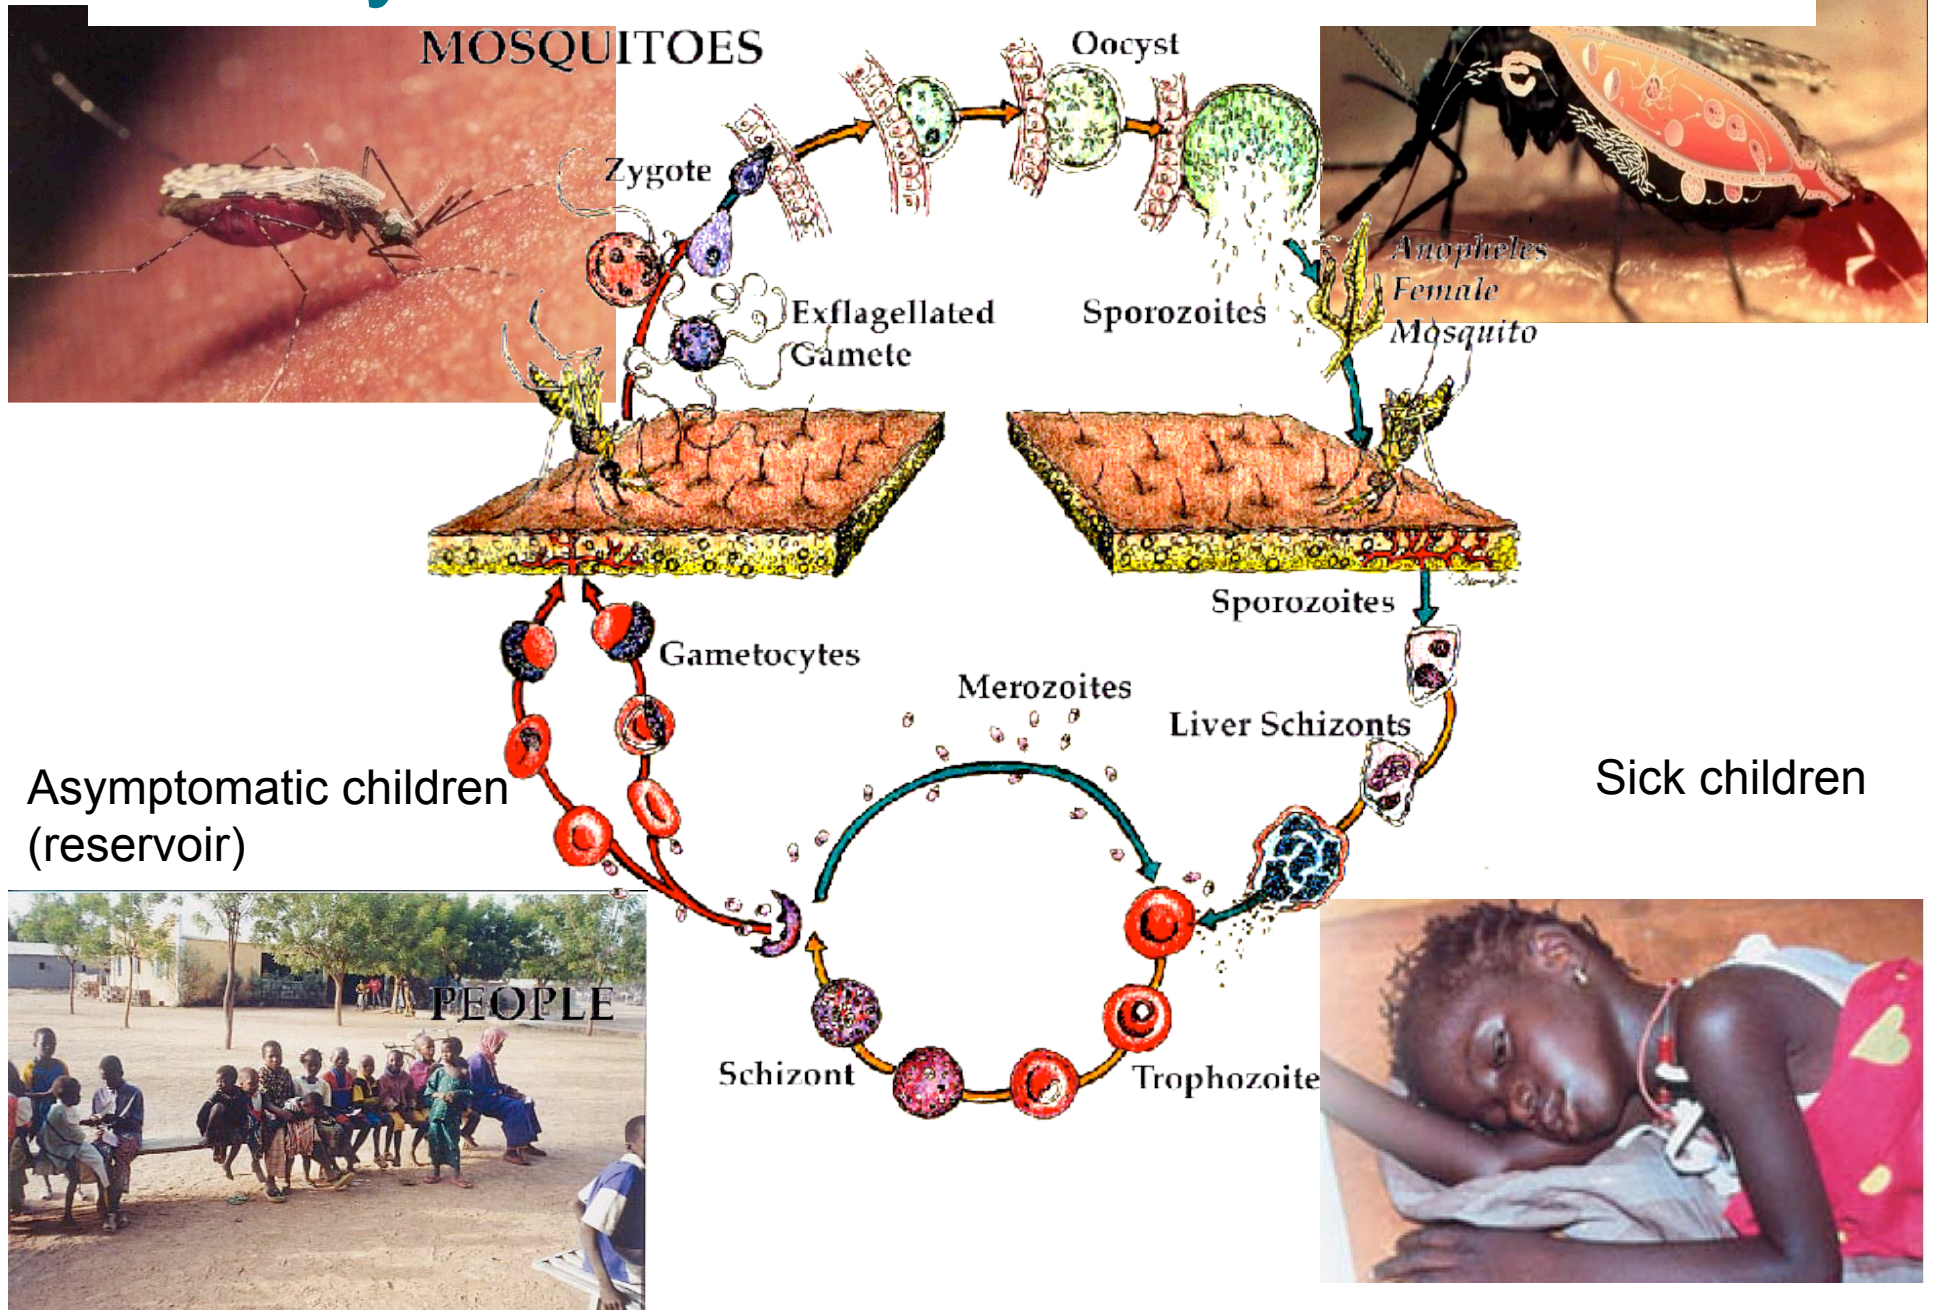 MOSQUITOES
Oocyst
Zygote
Anopheles
Female
Mosquito
Exflagellated
Gamete
Sporozoites
Sporozoites
Gametocytes
Merozoites
Liver Schizonts
Asymptomatic children
(reservoir)
Sick children
PEOPLE
Schizont
Trophozoite